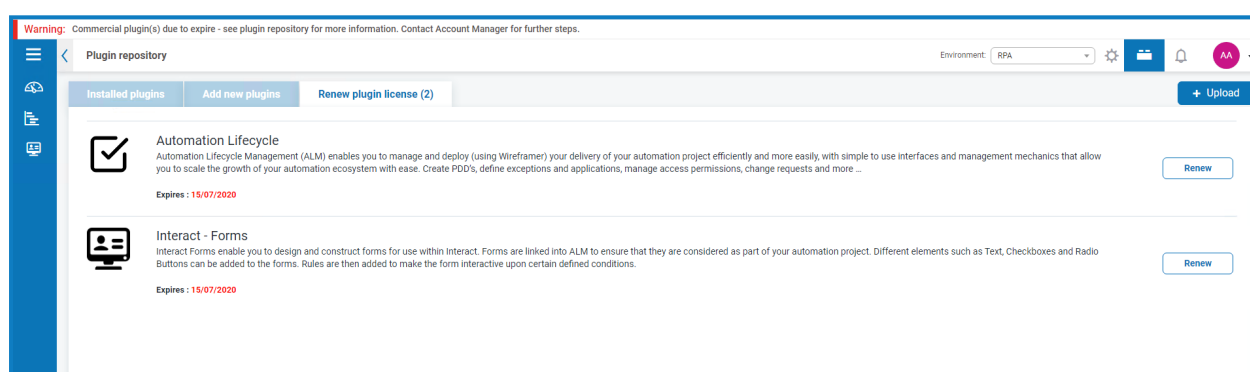 Warning: Commercial plugin(s) due to expire - see plugin repository for more information. Contact Account Manager for further steps.
Plugin repository
Environment: RPA
AA
Installed plugins
Add new plugins
Renew plugin license (2)
+ Upload
Automation Lifecycle
Automation Lifecycle Management (ALM) enables you to manage and deploy (using Wireframer) your delivery of your automation project efficiently and more easily, with simple to use interfaces and management mechanics that allow
you to scale the growth of your automation ecosystem with ease. Create PDD's, define exceptions and applications, manage access permissions, change requests and more ...
Renew
Expires : 15/07/2020
Interact - Forms
Interact Forms enable you to design and construct forms for use within Interact. Forms are linked into ALM to ensure that they are considered as part of your automation project. Different elements such as Text, Checkboxes and Radio
Buttons can be added to the forms. Rules are then added to make the form interactive upon certain defined conditions.
Renew
Expires : 15/07/2020